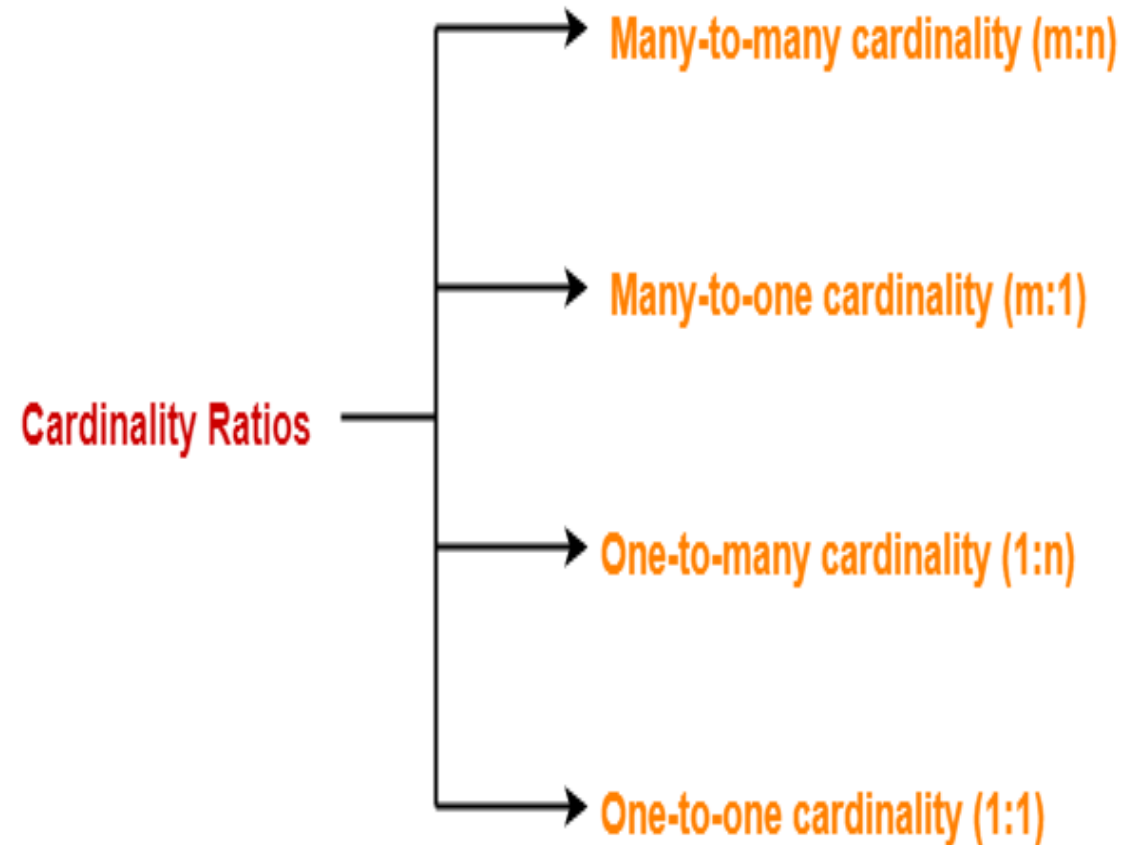 Many-to-many cardinality (m:n)
Many-to-one cardinality (m:1)
Cardinality Ratios
One-to-many cardinality (1:n)
One-to-one cardinality (1:1)